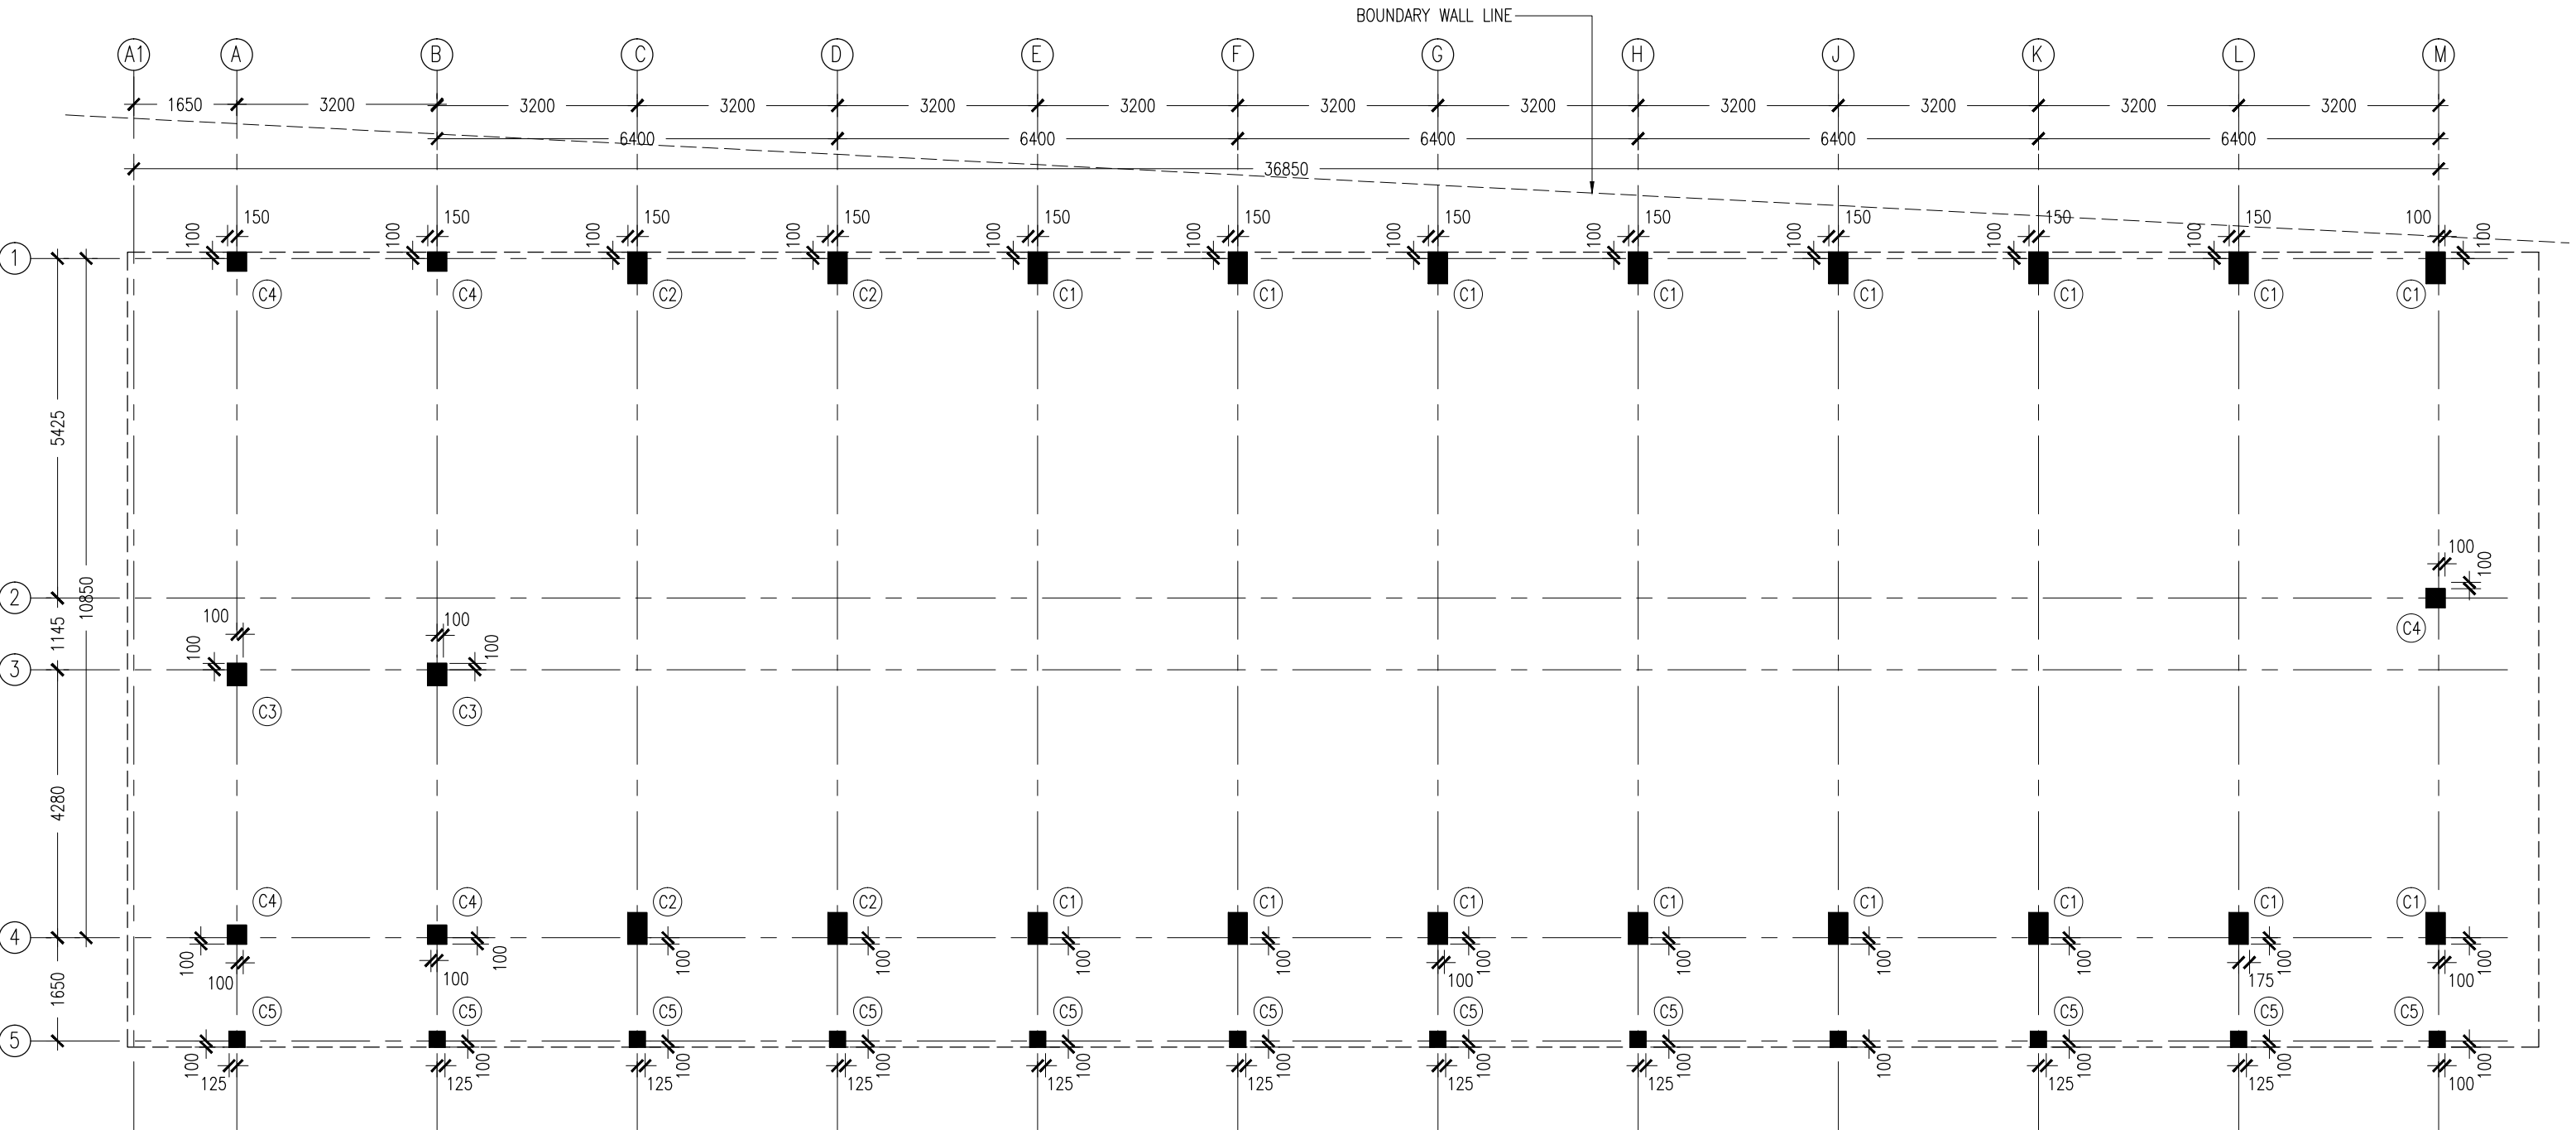 BOUNDARY WALL LINE
A1 A B C D E F G H J K L M
1650 3200 3200 3200 3200 3200 3200 3200 3200 3200 3200 3200
6400 6400 6400 6400 6400
36850
150 150 150 150 150 150 150 150 150 150 150 100
100 100 100 100 100 100 100 100 100 100 100 100
1
C4 C4 C2 C2 C1 C1 C1 C1 C1 C1 C1 C1
5425
10850
100
100
2
C4
1145
100 100
100 100
3
C3 C3
4280
C4 C4 C2 C2 C1 C1 C1 C1 C1 C1 C1 C1
4
100 100 100 100 100 100 100 100 100 100 100 100
100 100 100 175 100
1650
C5 C5 C5 C5 C5 C5 C5 C5 C5 C5 C5
5
100 100 100 100 100 100 100 100 100 100 100 100
125 125 125 125 125 125 125 125 125 125 100